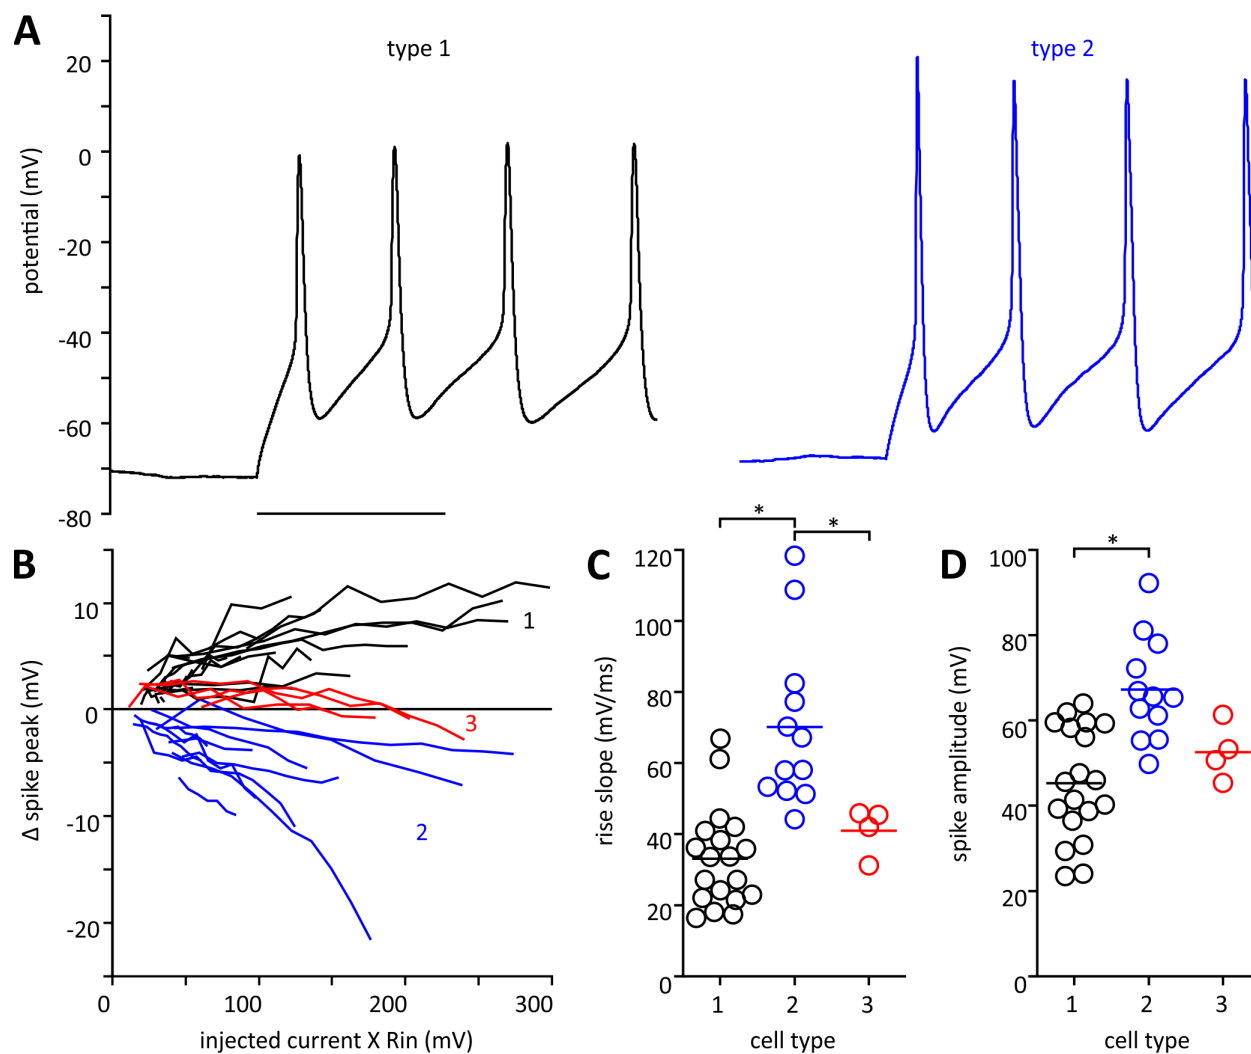 A
type 1
type 2
potential (mV)
20
0
-20
-40
-60
-80
B
Δ spike peak (mV)
10
0
-10
-20
1
3
2
0
100
200
300
injected current X Rin (mV)
C
* *
rise slope (mV/ms)
120
100
80
60
40
20
0
1 2 3
cell type
D
*
spike amplitude (mV)
100
80
60
40
20
0
1 2 3
cell type